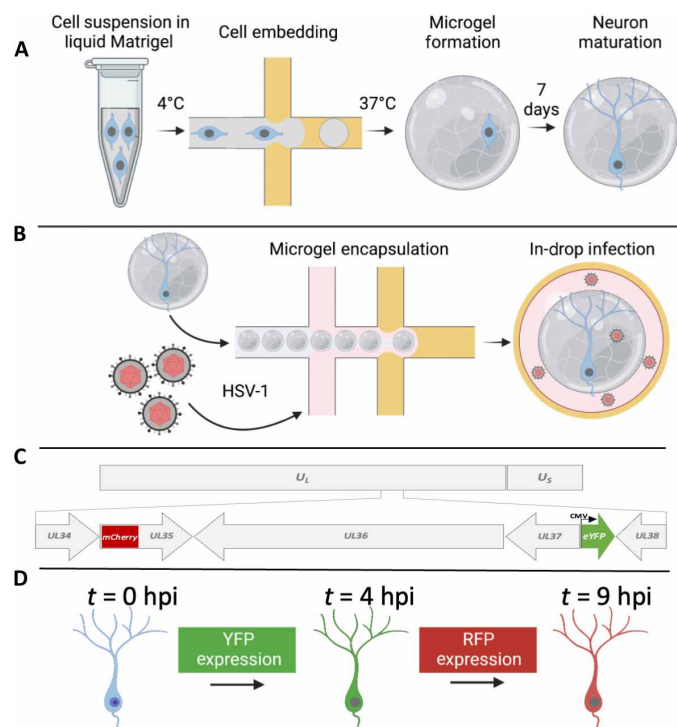 A
Cell suspension in
liquid Matrigel
Cell embedding
Microgel
formation
Neuron
maturation
4°C
37°C
7
days
B
Microgel encapsulation
In-drop infection
HSV-1
C
UL
US
CMV
UL34
mCherry
UL35
UL36
UL37
eYFP
UL38
D
t = 0 hpi
t = 4 hpi
t = 9 hpi
YFP
expression
RFP
expression